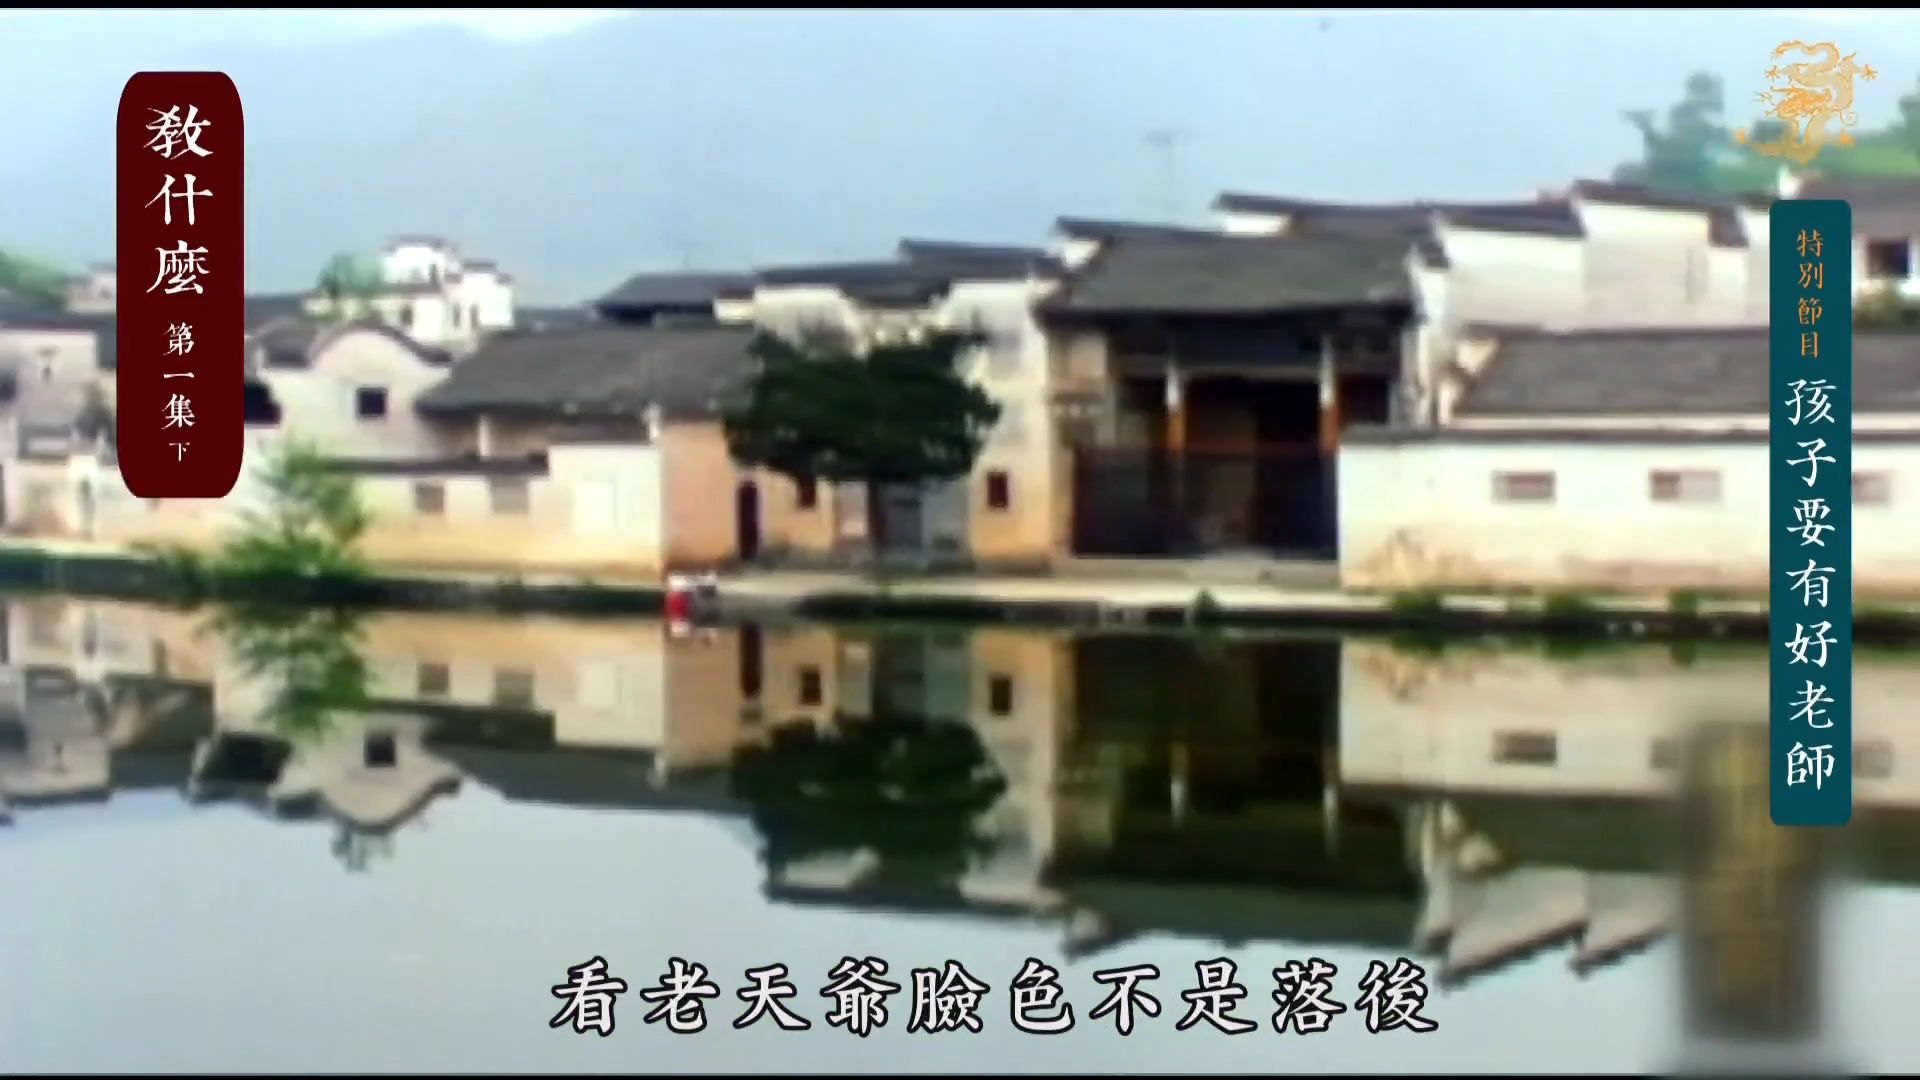 教什麼
第一集 下
特別節目
孩子要有好老師
看老天爺臉色不是落後